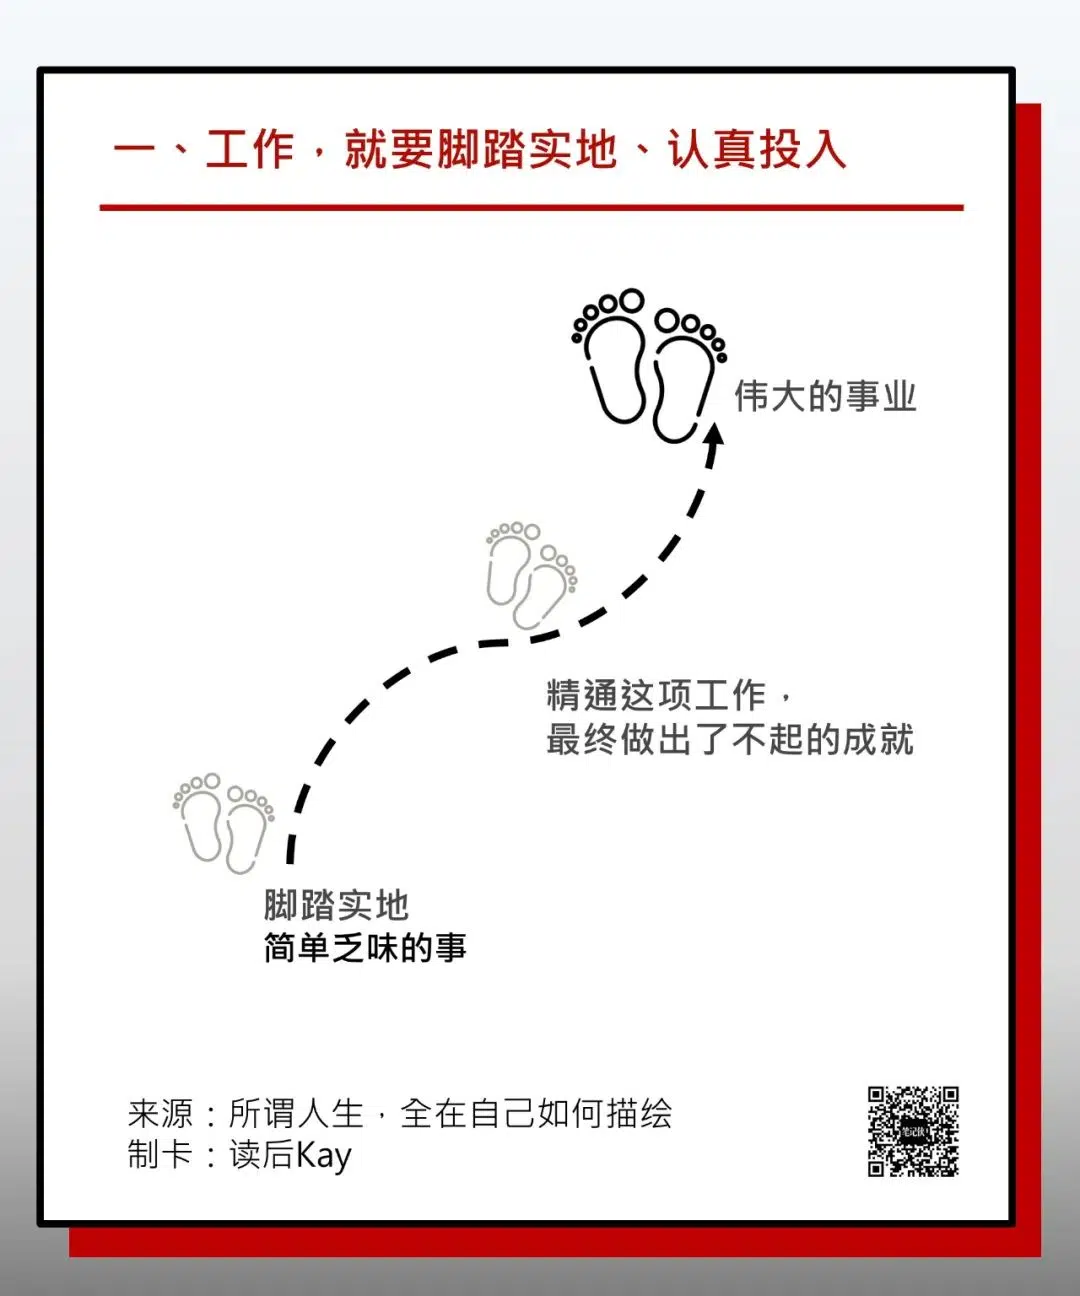 一、工作，就要脚踏实地、认真投入
伟大的事业
精通这项工作，
最终做出了不起的成就
脚踏实地
简单乏味的事
来源：所谓人生，全在自己如何描绘
制卡：读后Kay
笔记侠